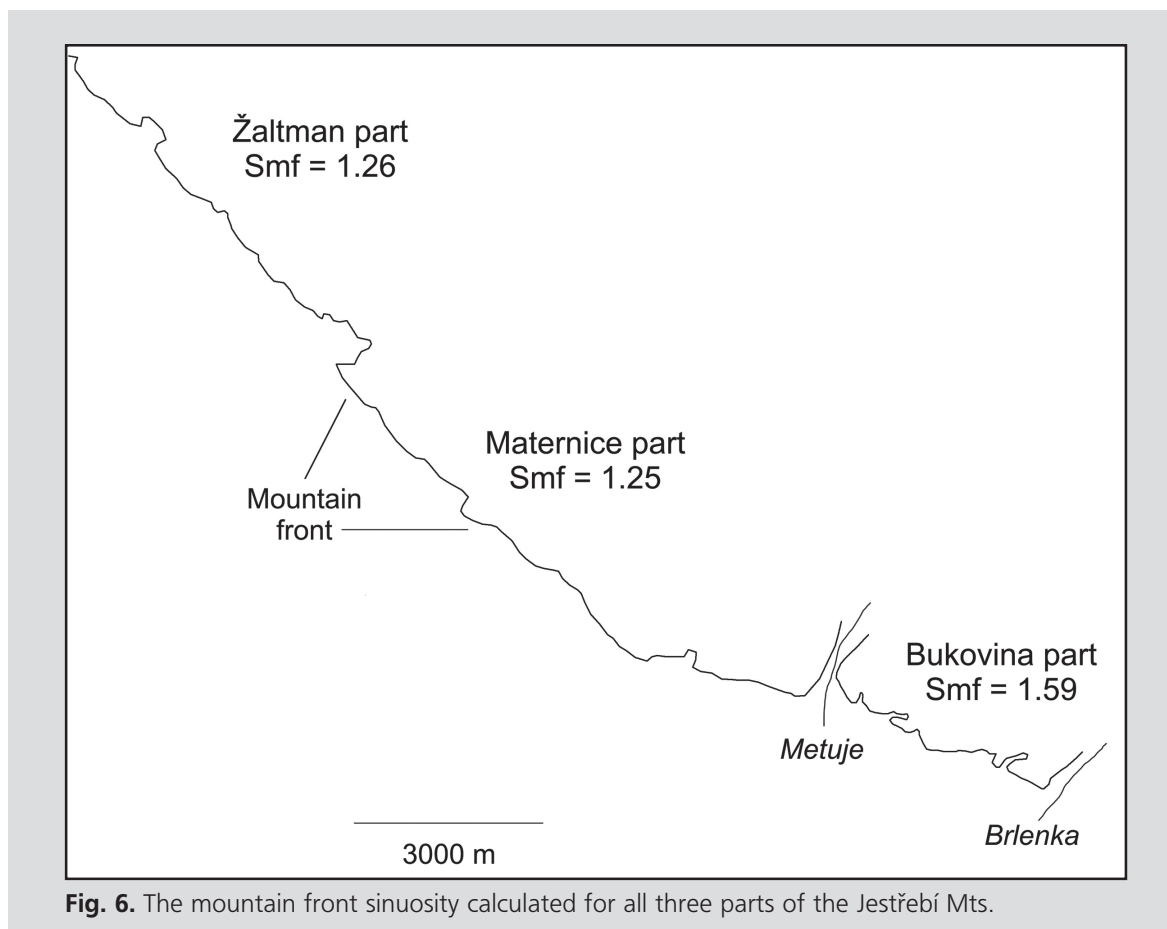 Žaltman part
Smf = 1.26
Maternice part
Smf = 1.25
Mountain
front
Bukovina part
Smf = 1.59
Metuje
Brlenka
3000 m
Fig. 6. The mountain front sinuosity calculated for all three parts of the Jestřebí Mts.